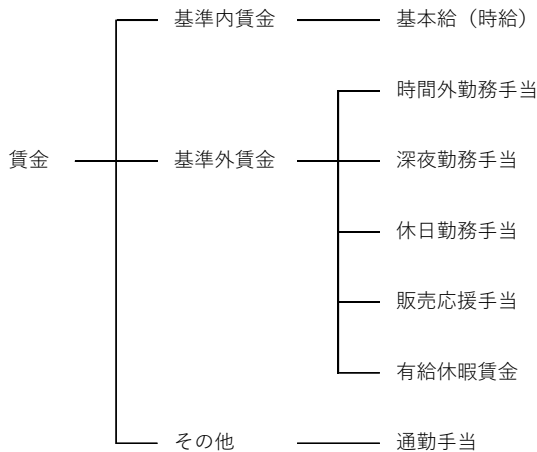 基準内賃金 基本給（時給）
時間外勤務手当
賃金 基準外賃金 深夜勤務手当
休日勤務手当
販売応援手当
有給休暇賃金
その他 通勤手当